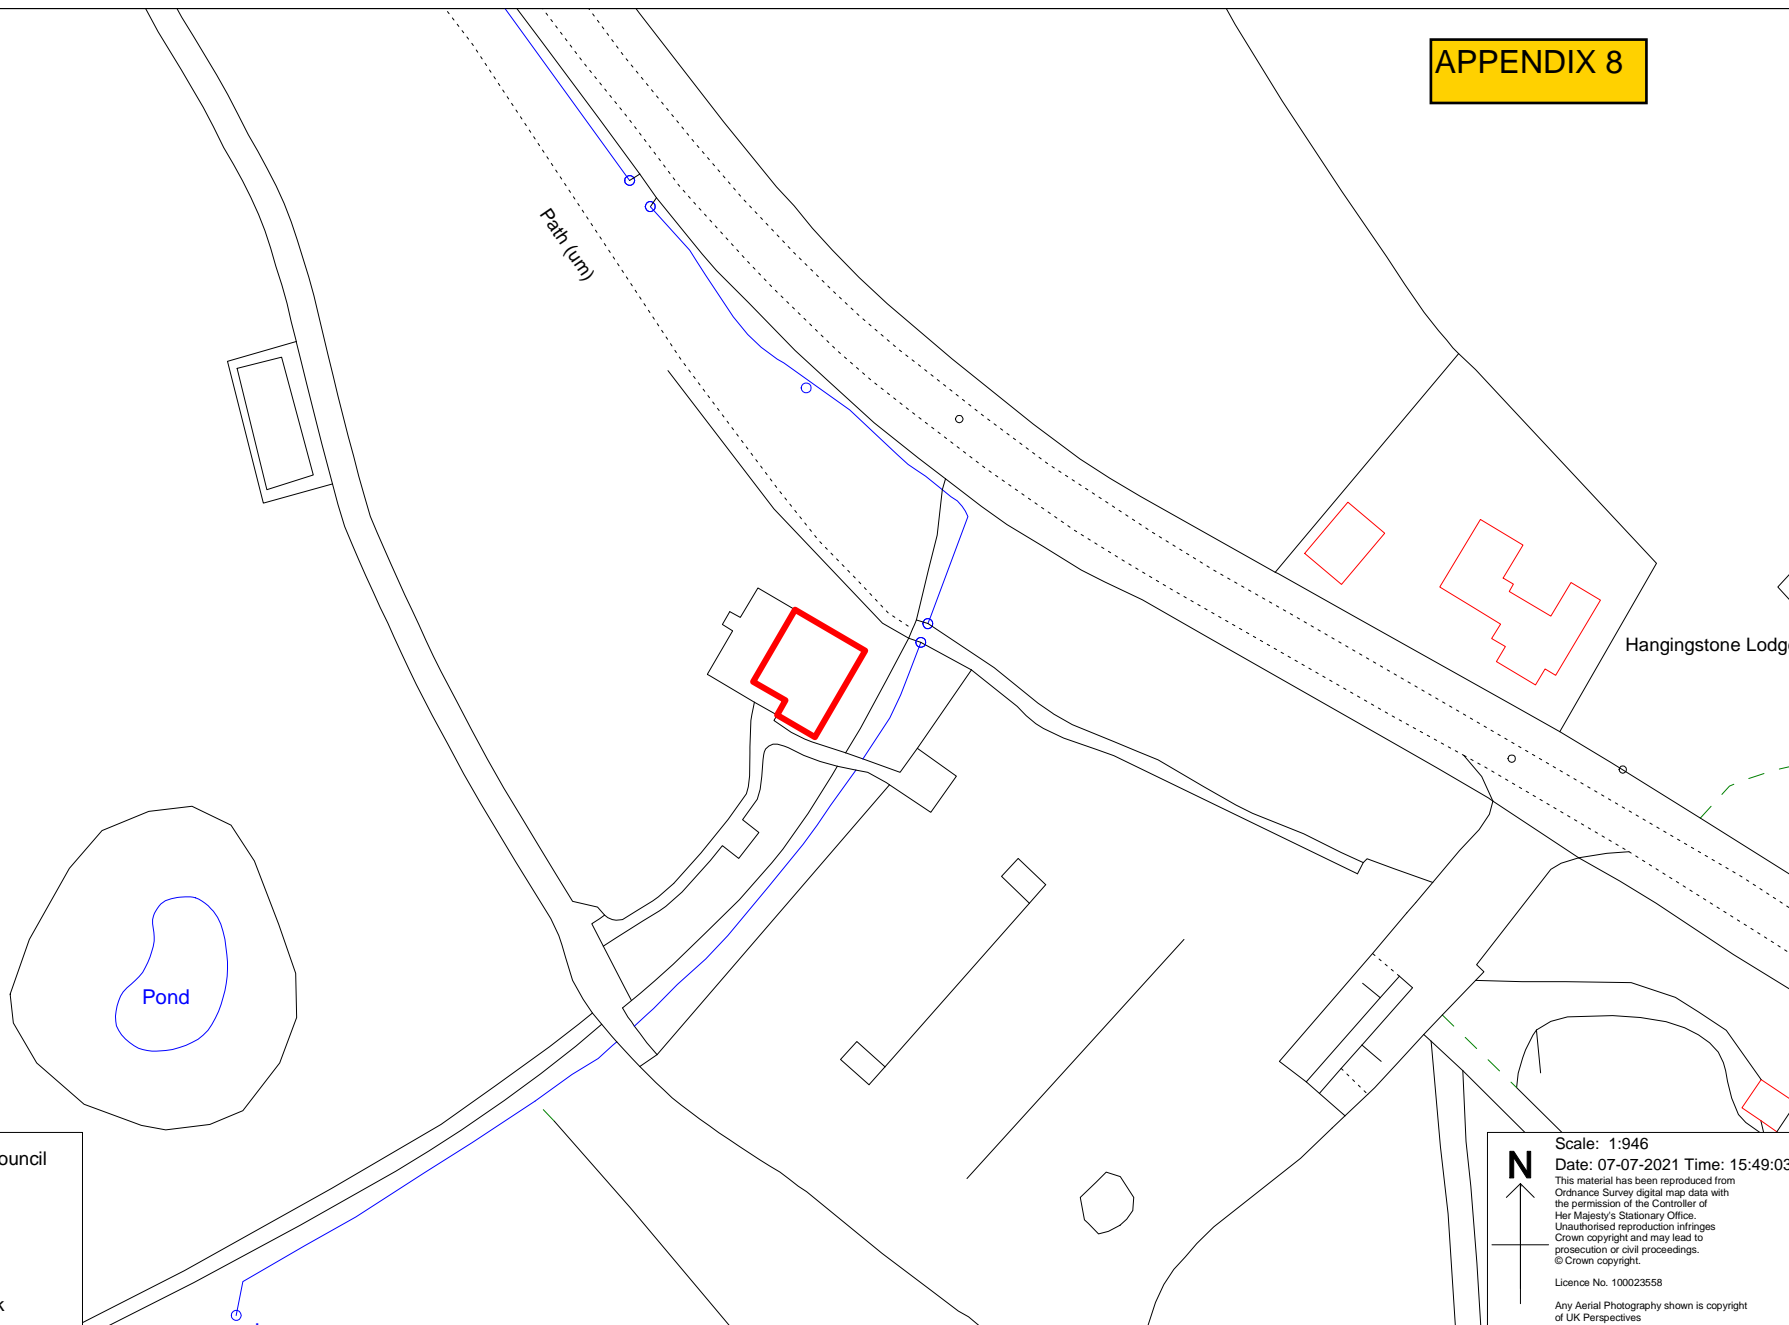 APPENDIX 8
Path (um)
Pond
ouncil
k
N
Scale: 1:946
Date: 07-07-2021 Time: 15:49:03
This material has been reproduced from
Ordnance Survey digital map data with
the permission of the Controller of
Her Majesty's Stationary Office.
Unauthorised reproduction infringes
Crown copyright and may lead to
prosecution or civil proceedings.
© Crown copyright.
Licence No. 100023558
Any Aerial Photography shown is copyright
of UK Perspectives
Hangingstone Lodge